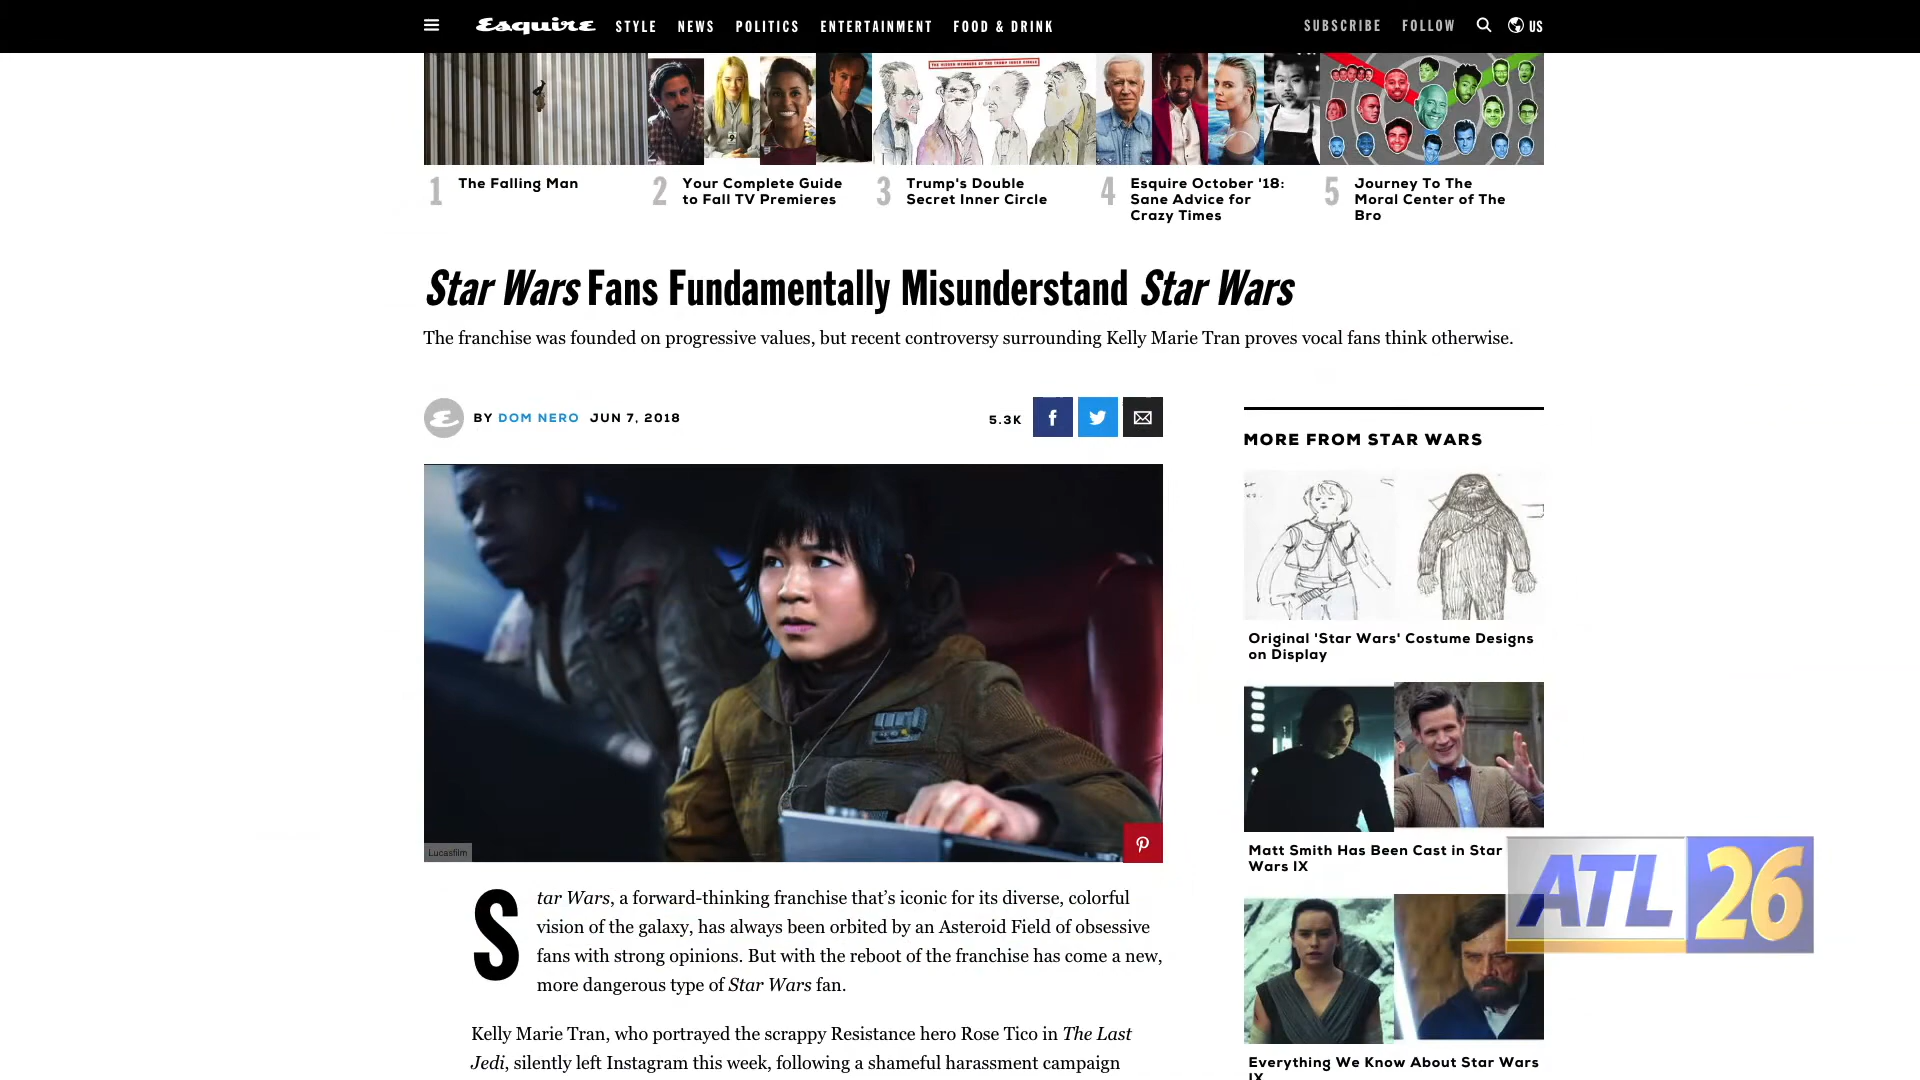 Esquire STYLE NEWS POLITICS ENTERTAINMENT FOOD & DRINK SUBSCRIBE FOLLOW US
1 The Falling Man
2 Your Complete Guide
to Fall TV Premieres
THE HIDDEN MEMBERS OF THE TRUMP INNER CIRCLE
3 Trump's Double
Secret Inner Circle
4 Esquire October '18:
Sane Advice for
Crazy Times
5 Journey To The
Moral Center of The
Bro
Star Wars Fans Fundamentally Misunderstand Star Wars
The franchise was founded on progressive values, but recent controversy surrounding Kelly Marie Tran proves vocal fans think otherwise.
BY DOM NERO JUN 7, 2018
5.3K
Lucasfilm
Star Wars, a forward-thinking franchise that’s iconic for its diverse, colorful
vision of the galaxy, has always been orbited by an Asteroid Field of obsessive
fans with strong opinions. But with the reboot of the franchise has come a new,
more dangerous type of Star Wars fan.
Kelly Marie Tran, who portrayed the scrappy Resistance hero Rose Tico in The Last
Jedi, silently left Instagram this week, following a shameful harassment campaign
MORE FROM STAR WARS
Original 'Star Wars' Costume Designs
on Display
Matt Smith Has Been Cast in Star
Wars IX
Everything We Know About Star Wars
IX
ATL 26